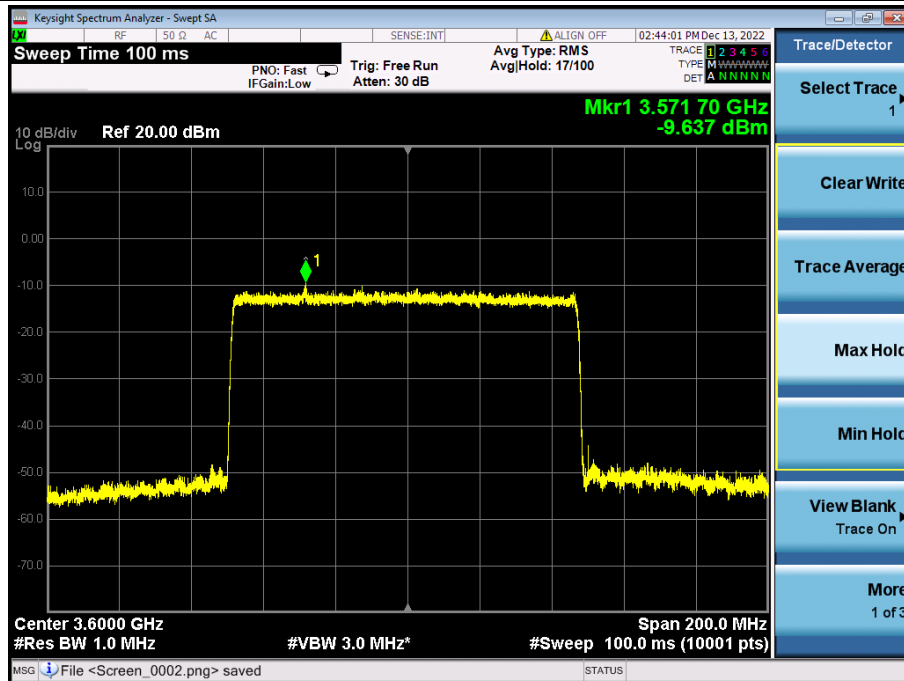 Keysight Spectrum Analyzer - Swept SA
LXI RF 50 Ω AC SENSE:INT ALIGN OFF 02:44:01 PM Dec 13, 2022
Sweep Time 100 ms
PNO: Fast
IFGain:Low
Trig: Free Run
Atten: 30 dB
Avg Type: RMS
Avg|Hold: 17/100
TRACE 1 2 3 4 5 6
TYPE M
DET A N N N N N
Mkr1 3.571 70 GHz
-9.637 dBm
10 dB/div Ref 20.00 dBm
Log
10.0
0.00
-10.0
-20.0
-30.0
-40.0
-50.0
-60.0
-70.0
1
Center 3.6000 GHz Span 200.0 MHz
#Res BW 1.0 MHz #VBW 3.0 MHz* #Sweep 100.0 ms (10001 pts)
MSG File <Screen_0002.png> saved STATUS
Trace/Detector
Select Trace
1
Clear Write
Trace Average
Max Hold
Min Hold
View Blank
Trace On
More
1 of 3